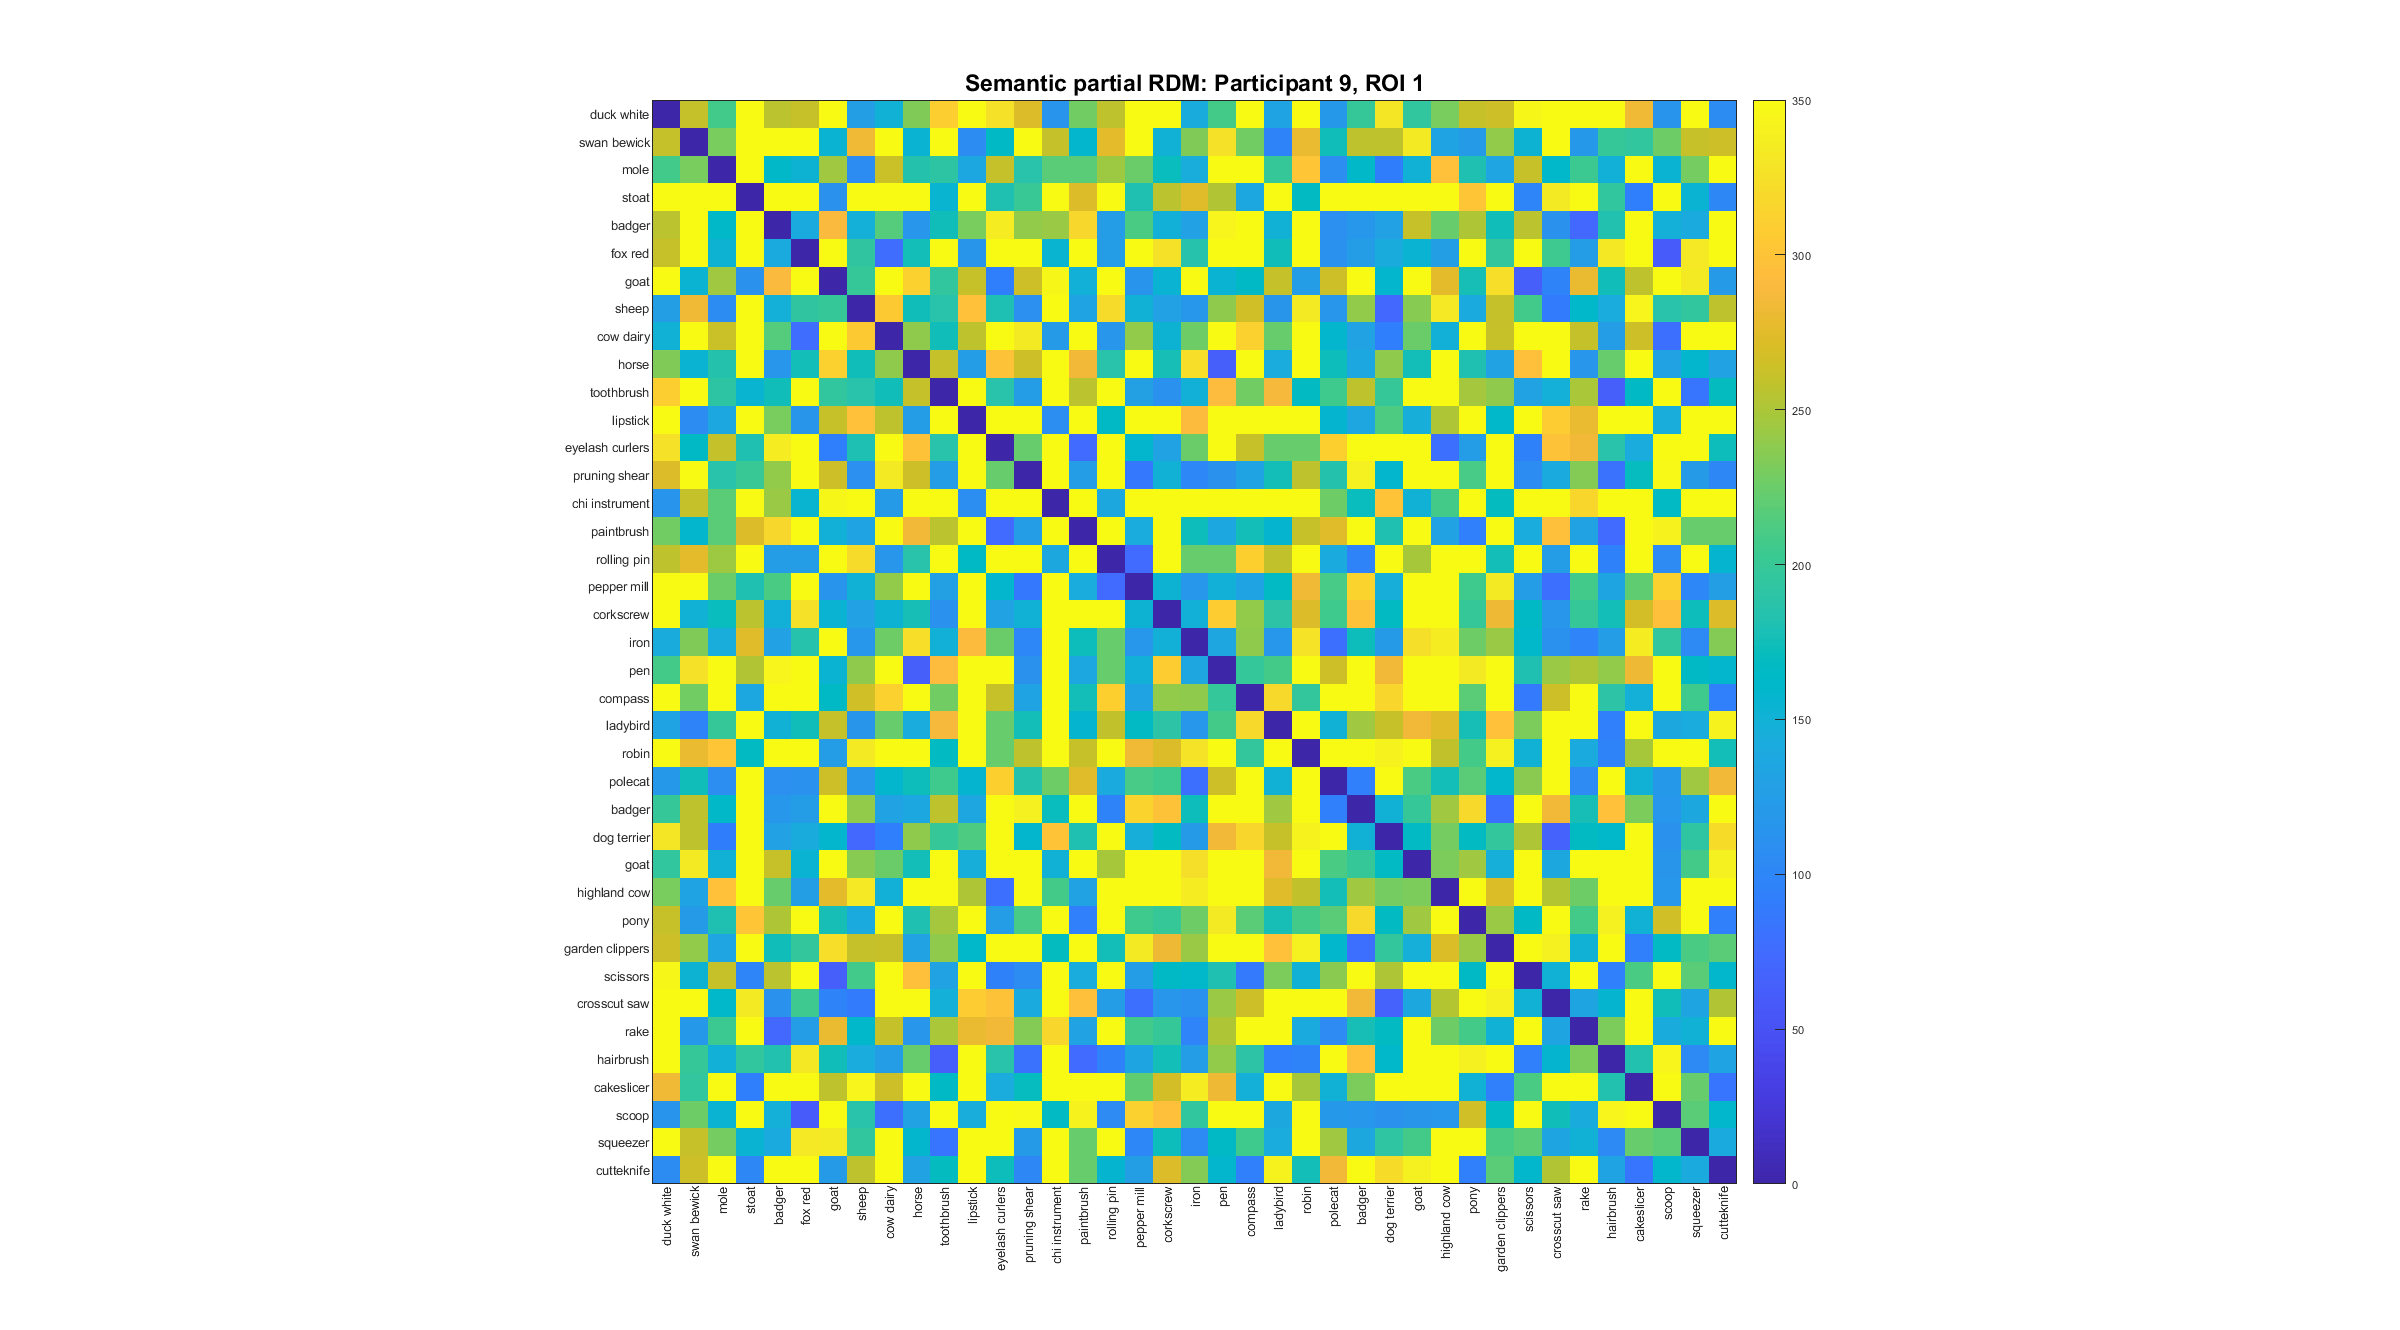 Semantic partial RDM: Participant 9, ROI 1
duck white
swan bewick
mole
stoat
badger
fox red
goat
sheep
cow dairy
horse
toothbrush
lipstick
eyelash curlers
pruning shear
chi instrument
paintbrush
rolling pin
pepper mill
corkscrew
iron
pen
compass
ladybird
robin
polecat
badger
dog terrier
goat
highland cow
pony
garden clippers
scissors
crosscut saw
rake
hairbrush
cakeslicer
scoop
squeezer
cutteknife
duck white
swan bewick
mole
stoat
badger
fox red
goat
sheep
cow dairy
horse
toothbrush
lipstick
eyelash curlers
pruning shear
chi instrument
paintbrush
rolling pin
pepper mill
corkscrew
iron
pen
compass
ladybird
robin
polecat
badger
dog terrier
goat
highland cow
pony
garden clippers
scissors
crosscut saw
rake
hairbrush
cakeslicer
scoop
squeezer
cutteknife
350
300
250
200
150
100
50
0